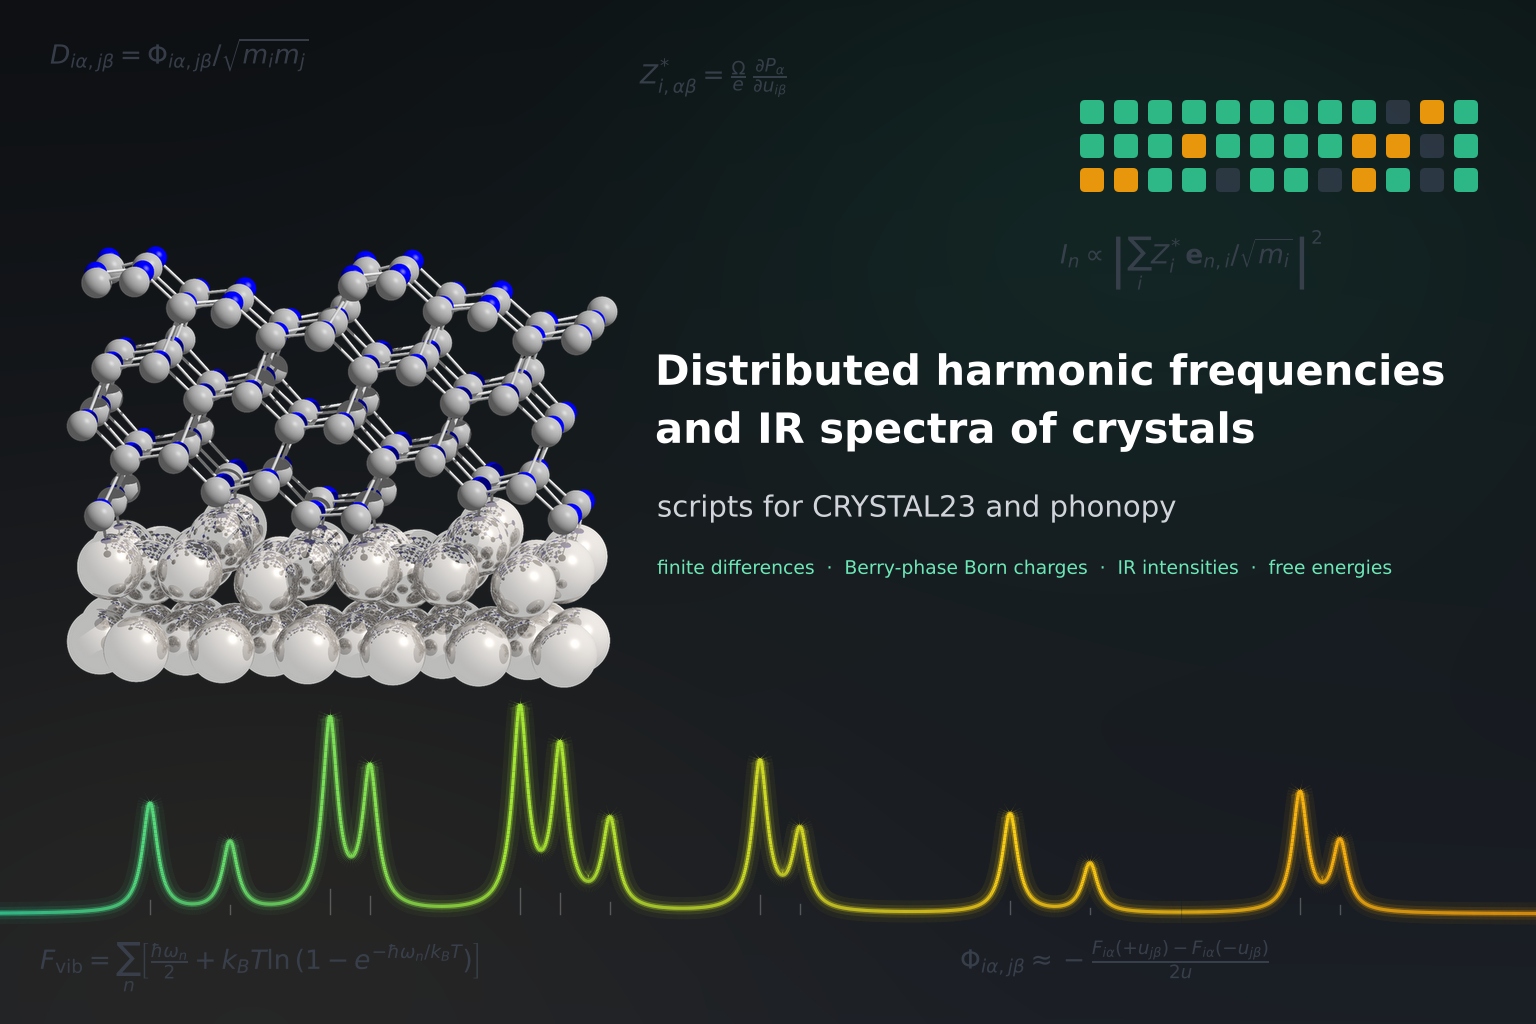 D_{iα,jβ} = Φ_{iα,jβ}/√(m_i m_j)
Z^*_{i,αβ} = Ω/e ∂P_α/∂u_{iβ}
I_n ∝ |∑_i Z^*_i e_{n,i}/√m_i|^2
Distributed harmonic frequencies
and IR spectra of crystals
scripts for CRYSTAL23 and phonopy
finite differences · Berry-phase Born charges · IR intensities · free energies
F_vib = ∑_n [ħω_n/2 + k_B T ln (1 − e^{−ħω_n/k_B T})]
Φ_{iα,jβ} ≈ − (F_{iα}(+u_{jβ}) − F_{iα}(−u_{jβ}))/2u